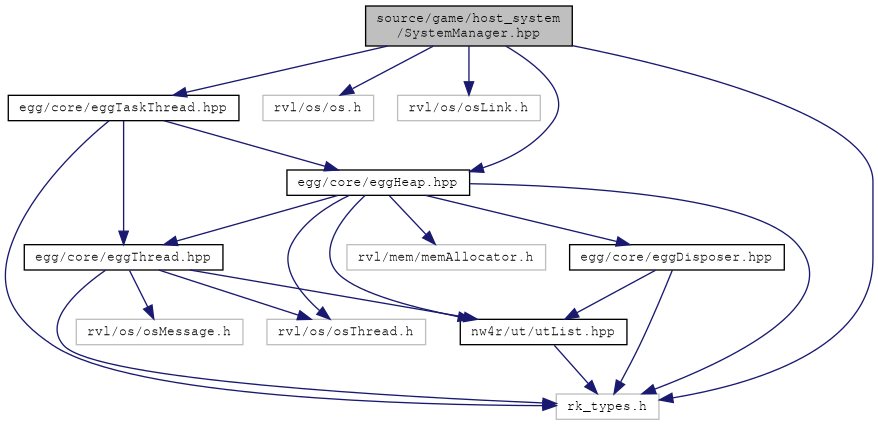 source/game/host_system
/SystemManager.hpp
egg/core/eggTaskThread.hpp
rvl/os/os.h
rvl/os/osLink.h
egg/core/eggHeap.hpp
egg/core/eggThread.hpp
rvl/mem/memAllocator.h
egg/core/eggDisposer.hpp
rvl/os/osMessage.h
rvl/os/osThread.h
nw4r/ut/utList.hpp
rk_types.h